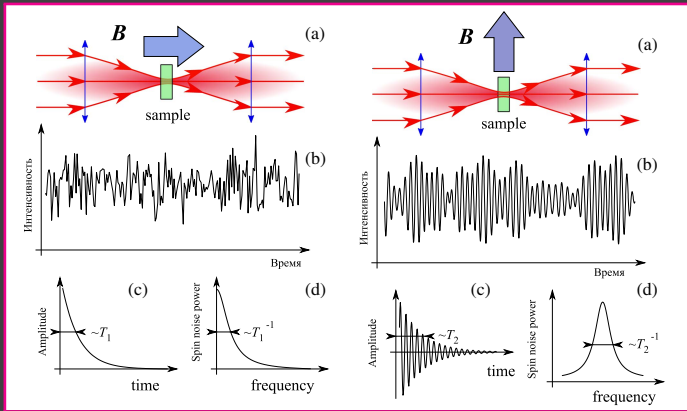 B
(a)
sample
(b)
Интенсивность
Время
(c)
Amplitude
~T₁
time
(d)
Spin noise power
~T₁⁻¹
frequency
B
(a)
sample
(b)
Интенсивность
Время
(c)
Amplitude
~T₂
time
(d)
Spin noise power
~T₂⁻¹
frequency